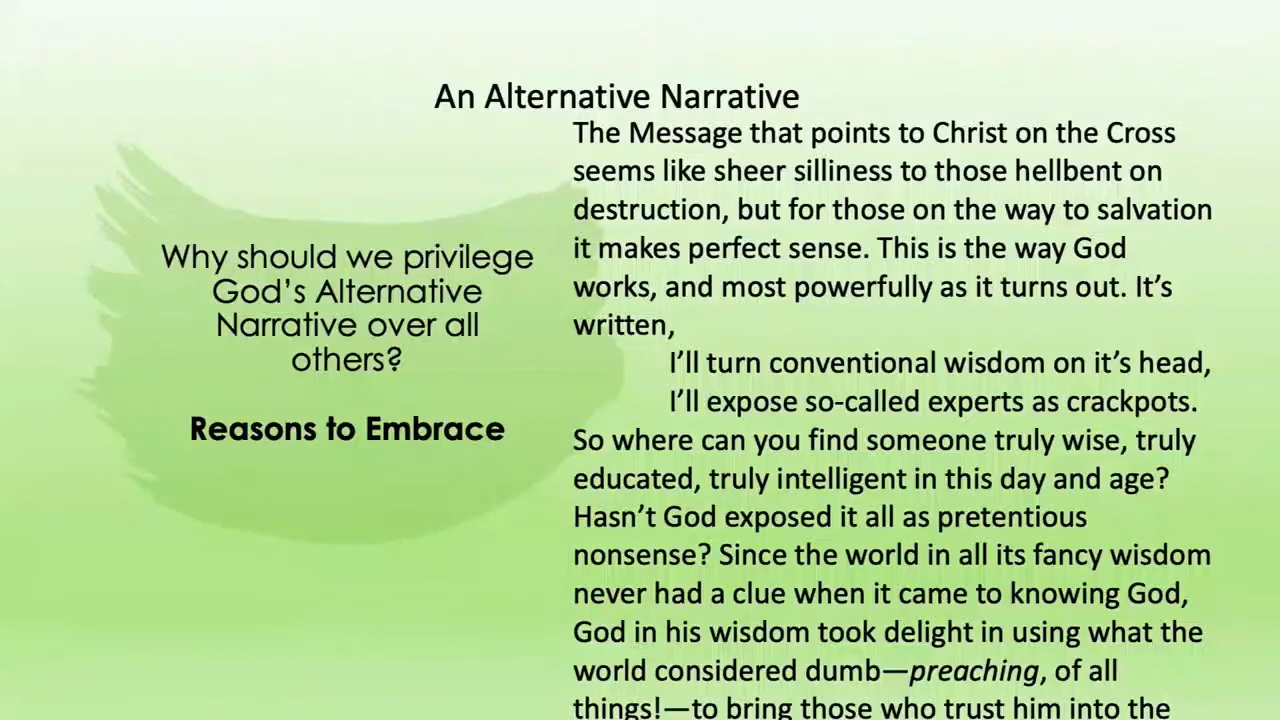 An Alternative Narrative
Why should we privilege
God’s Alternative
Narrative over all
others?
Reasons to Embrace
The Message that points to Christ on the Cross
seems like sheer silliness to those hellbent on
destruction, but for those on the way to salvation
it makes perfect sense. This is the way God
works, and most powerfully as it turns out. It’s
written,
I’ll turn conventional wisdom on it’s head,
I’ll expose so-called experts as crackpots.
So where can you find someone truly wise, truly
educated, truly intelligent in this day and age?
Hasn’t God exposed it all as pretentious
nonsense? Since the world in all its fancy wisdom
never had a clue when it came to knowing God,
God in his wisdom took delight in using what the
world considered dumb—preaching, of all
things!—to bring those who trust him into the